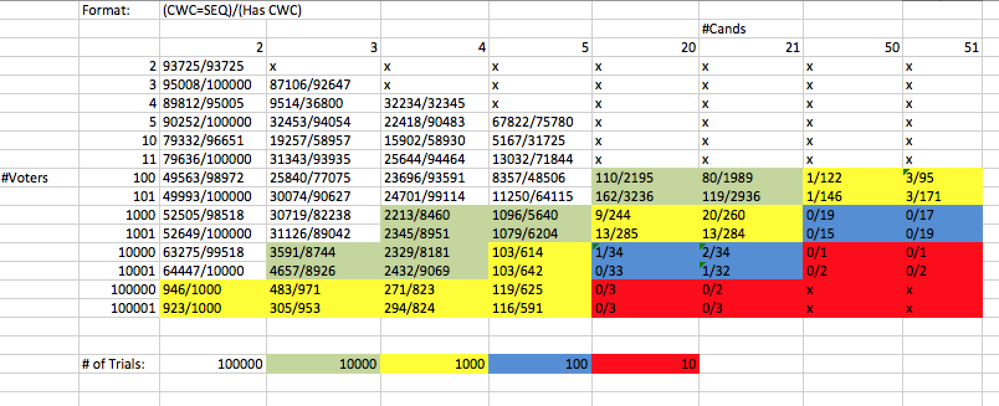 Format: (CWC=SEQ)/(Has CWC)
#Cands
2 3 4 5 20 21 50 51
2 93725/93725 x x x x x x x
3 95008/100000 87106/92647 x x x x x x
4 89812/95005 9514/36800 32234/32345 x x x x x
5 90252/100000 32453/94054 22418/90483 67822/75780 x x x x
10 79332/96651 19257/58957 15902/58930 5167/31725 x x x x
11 79636/100000 31343/93935 25644/94464 13032/71844 x x x x
#Voters 100 49563/98972 25840/77075 23696/93591 8357/48506 110/2195 80/1989 1/122 3/95
101 49993/100000 30074/90627 24701/99114 11250/64115 162/3236 119/2936 1/146 3/171
1000 52505/98518 30719/82238 2213/8460 1096/5640 9/244 20/260 0/19 0/17
1001 52649/100000 31126/89042 2345/8951 1079/6204 13/285 13/284 0/15 0/19
10000 63275/99518 3591/8744 2329/8181 103/614 1/34 2/34 0/1 0/1
10001 64447/10000 4657/8926 2432/9069 103/642 0/33 1/32 0/2 0/2
100000 946/1000 483/971 271/823 119/625 0/3 0/2 x x
100001 923/1000 305/953 294/824 116/591 0/3 0/3 x x
# of Trials: 100000 10000 1000 100 10